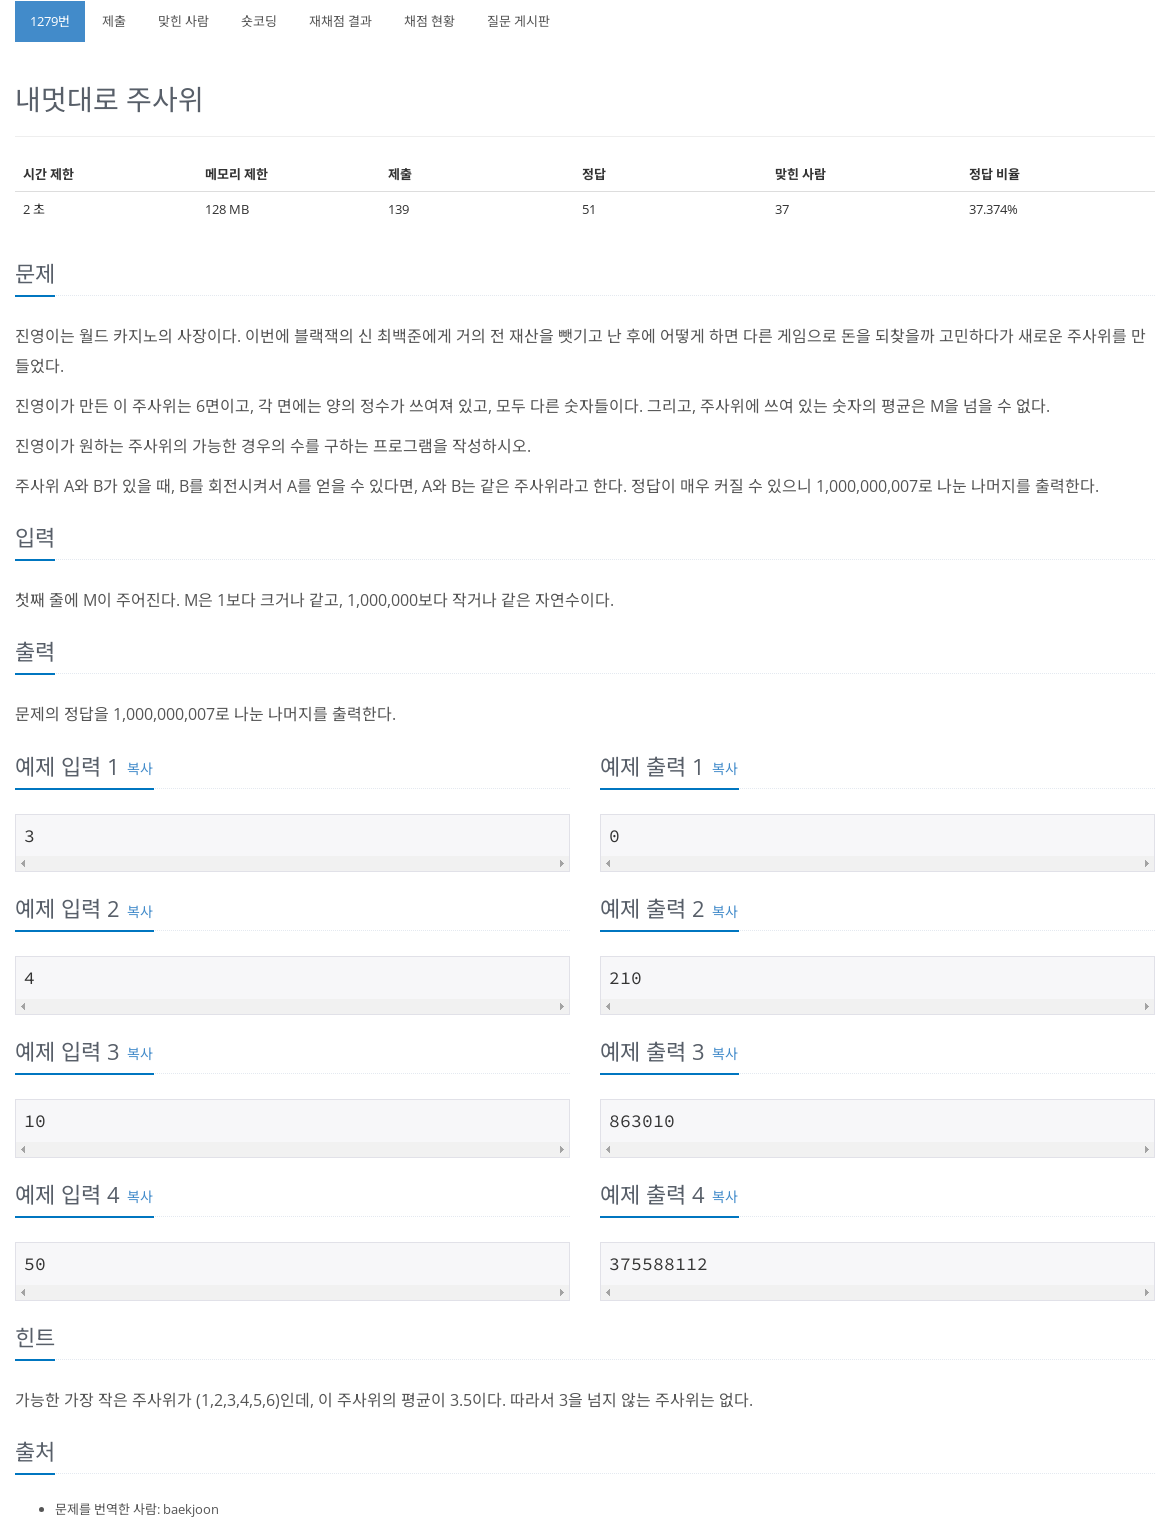 1279번 제출 맞힌 사람 숏코딩 재채점 결과 채점 현황 질문 게시판
내멋대로 주사위
시간 제한 메모리 제한 제출 정답 맞힌 사람 정답 비율
2 초 128 MB 139 51 37 37.374%
문제
진영이는 월드 카지노의 사장이다. 이번에 블랙잭의 신 최백준에게 거의 전 재산을 뺏기고 난 후에 어떻게 하면 다른 게임으로 돈을 되찾을까 고민하다가 새로운 주사위를 만
들었다.
진영이가 만든 이 주사위는 6면이고, 각 면에는 양의 정수가 쓰여져 있고, 모두 다른 숫자들이다. 그리고, 주사위에 쓰여 있는 숫자의 평균은 M을 넘을 수 없다.
진영이가 원하는 주사위의 가능한 경우의 수를 구하는 프로그램을 작성하시오.
주사위 A와 B가 있을 때, B를 회전시켜서 A를 얻을 수 있다면, A와 B는 같은 주사위라고 한다. 정답이 매우 커질 수 있으니 1,000,000,007로 나눈 나머지를 출력한다.
입력
첫째 줄에 M이 주어진다. M은 1보다 크거나 같고, 1,000,000보다 작거나 같은 자연수이다.
출력
문제의 정답을 1,000,000,007로 나눈 나머지를 출력한다.
예제 입력 1 복사
3
예제 출력 1 복사
0
예제 입력 2 복사
4
예제 출력 2 복사
210
예제 입력 3 복사
10
예제 출력 3 복사
863010
예제 입력 4 복사
50
예제 출력 4 복사
375588112
힌트
가능한 가장 작은 주사위가 (1,2,3,4,5,6)인데, 이 주사위의 평균이 3.5이다. 따라서 3을 넘지 않는 주사위는 없다.
출처
문제를 번역한 사람: baekjoon